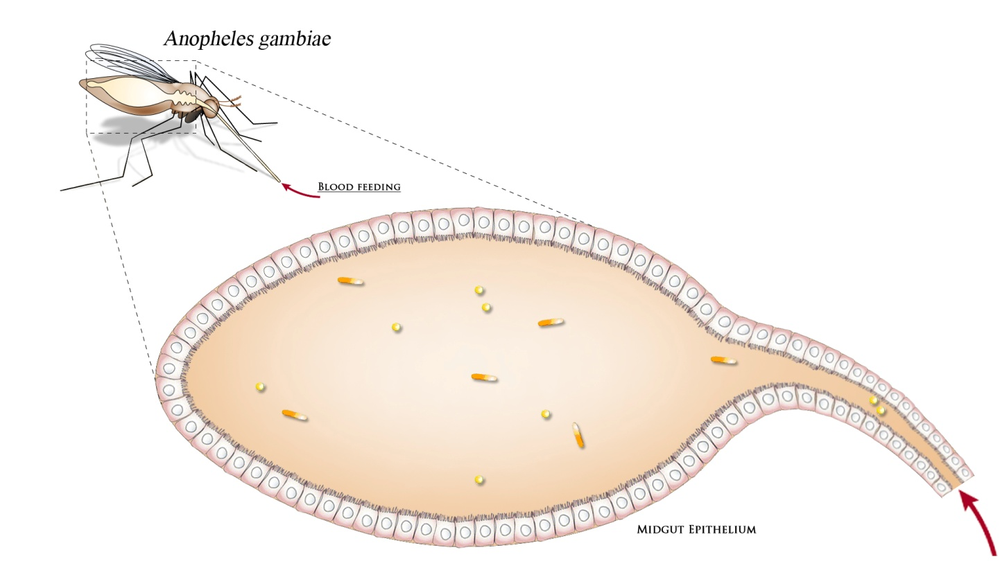 Anopheles gambiae
Blood feeding
Midgut Epithelium